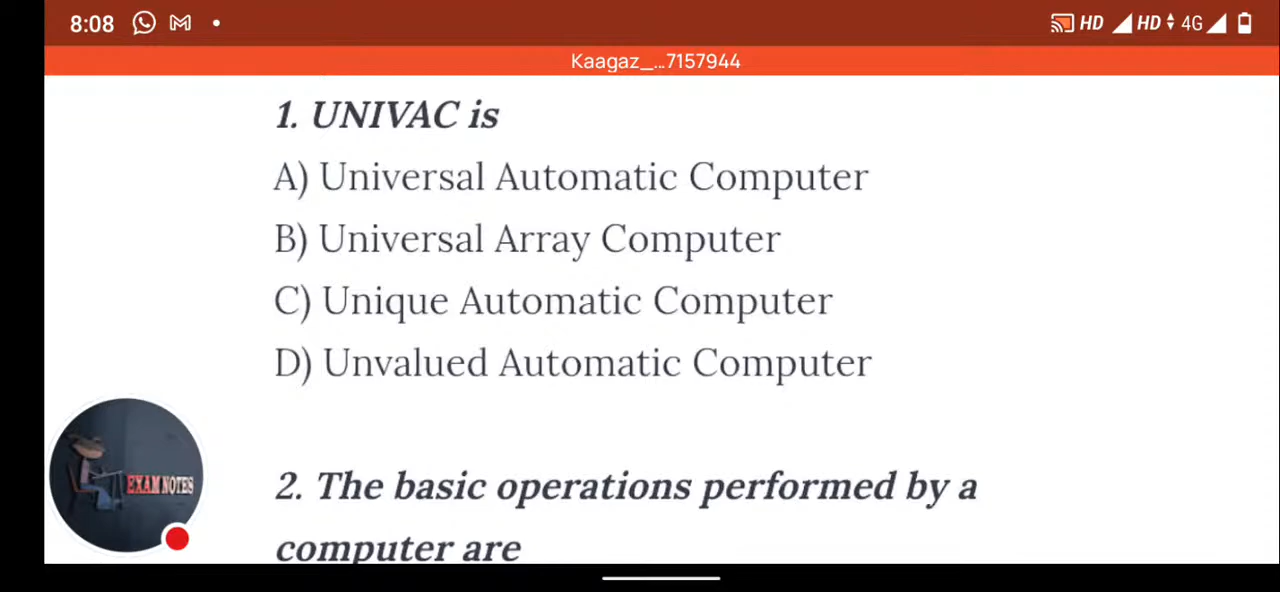 8:08 HD HD 4G
Kaagaz_...7157944
1. UNIVAC is
A) Universal Automatic Computer
B) Universal Array Computer
C) Unique Automatic Computer
D) Unvalued Automatic Computer
EXAM NOTES
2. The basic operations performed by a
computer are